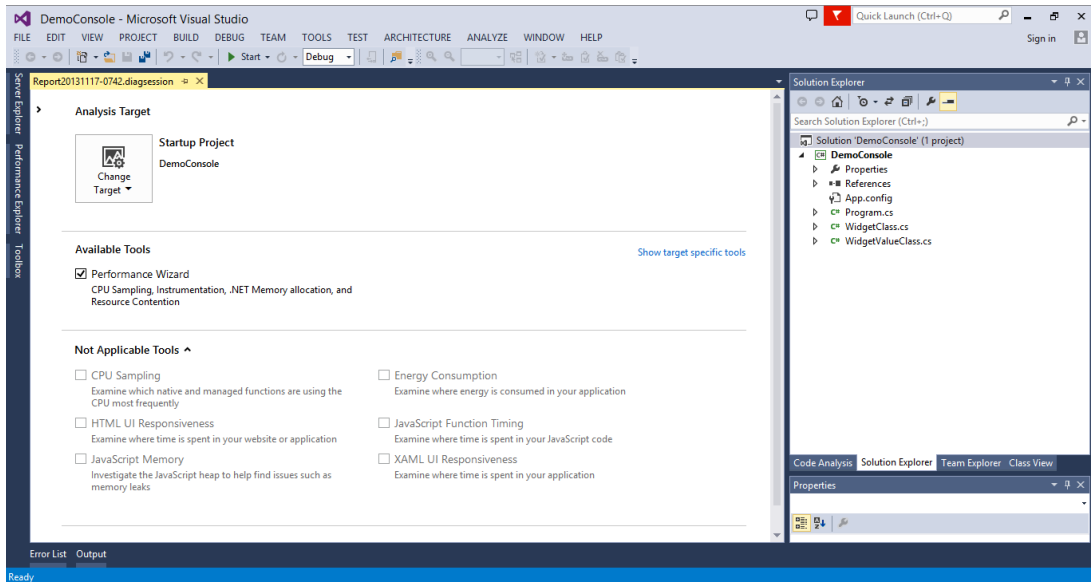 DemoConsole - Microsoft Visual Studio
Quick Launch (Ctrl+Q)
FILE EDIT VIEW PROJECT BUILD DEBUG TEAM TOOLS TEST ARCHITECTURE ANALYZE WINDOW HELP
Sign in
Start
Debug
Server Explorer
Performance Explorer
Toolbox
Report20131117-0742.diagsession
Analysis Target
Change
Target
Startup Project
DemoConsole
Available Tools
Show target specific tools
Performance Wizard
CPU Sampling, Instrumentation, .NET Memory allocation, and
Resource Contention
Not Applicable Tools
CPU Sampling
Examine which native and managed functions are using the
CPU most frequently
Energy Consumption
Examine where energy is consumed in your application
HTML UI Responsiveness
Examine where time is spent in your website or application
JavaScript Function Timing
Examine where time is spent in your JavaScript code
JavaScript Memory
Investigate the JavaScript heap to help find issues such as
memory leaks
XAML UI Responsiveness
Examine where time is spent in your application
Solution Explorer
Search Solution Explorer (Ctrl+;)
Solution 'DemoConsole' (1 project)
DemoConsole
Properties
References
App.config
C# Program.cs
C# WidgetClass.cs
C# WidgetValueClass.cs
Code Analysis Solution Explorer Team Explorer Class View
Properties
Error List Output
Ready